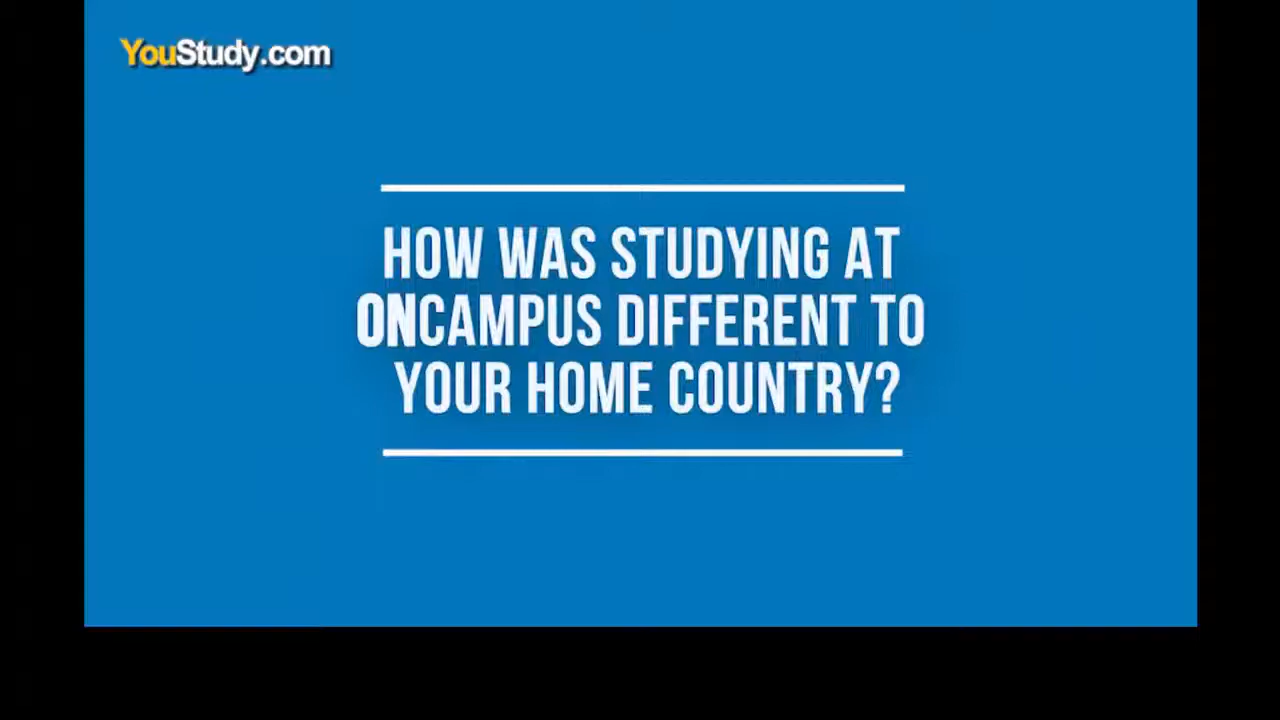 YouStudy.com
HOW WAS STUDYING AT
ONCAMPUS DIFFERENT TO
YOUR HOME COUNTRY?